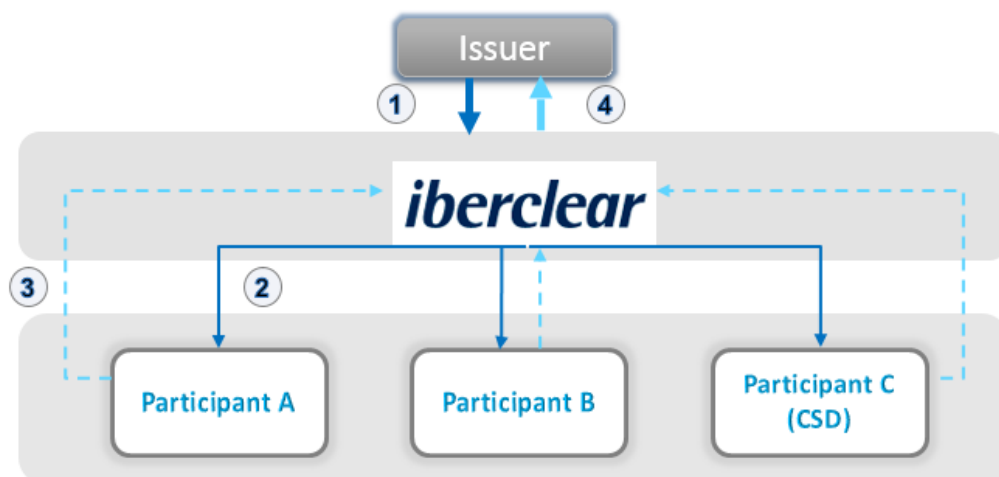 Issuer
1
4
iberclear
3
2
Participant A
Participant B
Participant C
(CSD)